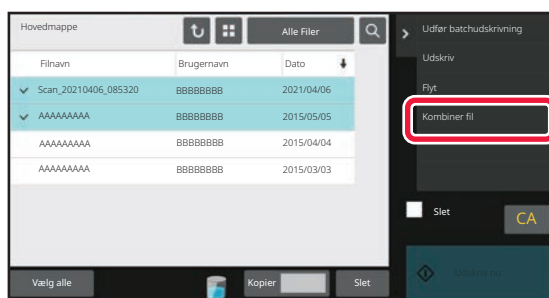 Hovedmappe
Alle Filer
Filnavn Brugernavn Dato
Scan_20210406_085320 BBBBBBBB 2021/04/06
AAAAAAAAA BBBBBBBB 2015/05/05
AAAAAAAAA BBBBBBBB 2015/04/04
AAAAAAAAA BBBBBBBB 2015/03/03
Vælg alle Kopier Slet
Udfør batchudskrivning
Udskriv
Flyt
Kombiner fil
Slet
CA